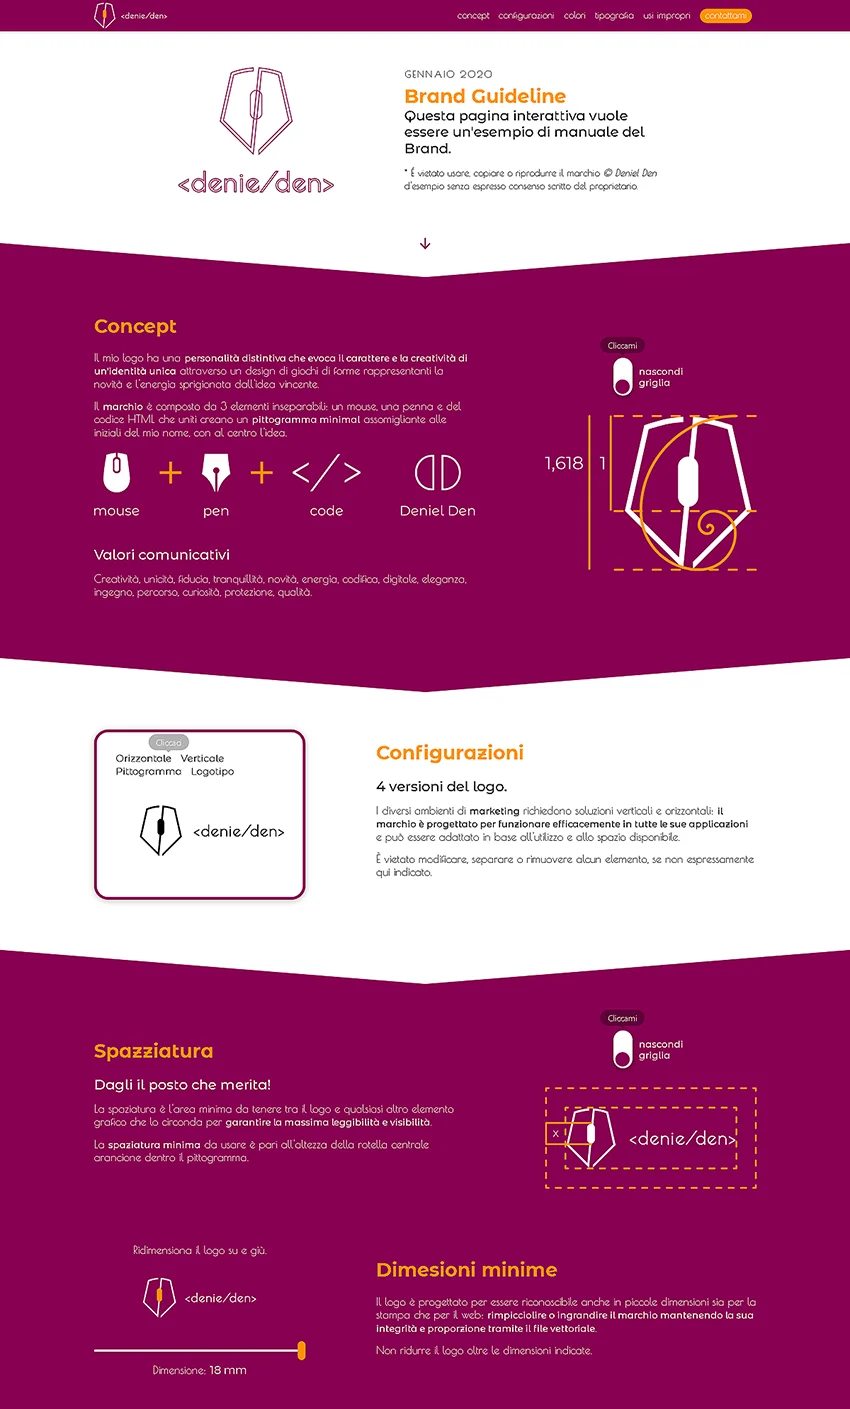 <denie/den>
concept configurazioni colori tipografia usi impropri contattami
GENNAIO 2020
Brand Guideline
Questa pagina interattiva vuole
essere un'esempio di manuale del
Brand.
* É vietato usare, copiare o riprodurre il marchio © Deniel Den
d'esempio senza espresso consenso scritto del proprietario.
<denie/den>
Concept
Il mio logo ha una personalità distintiva che evoca il carattere e la creatività di
un'identità unica attraverso un design di giochi di forme rappresentanti la
novità e l'energia sprigionata dall'idea vincente.
Il marchio è composto da 3 elementi inseparabili: un mouse, una penna e del
codice HTML che uniti creano un pittogramma minimal assomigliante alle
iniziali del mio nome, con al centro l'idea.
mouse
pen
code
Deniel Den
Valori comunicativi
Creatività, unicità, fiducia, tranquillità, novità, energia, codifica, digitale, eleganza,
ingegno, percorso, curiosità, protezione, qualità.
Cliccami
nascondi
griglia
1,618
1
Cliccaci
Orizzontale Verticale
Pittogramma Logotipo
<denie/den>
Configurazioni
4 versioni del logo.
I diversi ambienti di marketing richiedono soluzioni verticali e orizzontali: il
marchio è progettato per funzionare efficacemente in tutte le sue applicazioni
e può essere adattato in base all'utilizzo e allo spazio disponibile.
È vietato modificare, separare o rimuovere alcun elemento, se non espressamente
qui indicato.
Spazziatura
Dagli il posto che merita!
La spaziatura è l'area minima da tenere tra il logo e qualsiasi altro elemento
grafico che lo circonda per garantire la massima leggibilità e visibilità.
La spaziatura minima da usare è pari all'altezza della rotella centrale
arancione dentro il pittogramma.
Cliccami
nascondi
griglia
x
<denie/den>
Ridimensiona il logo su e giù.
<denie/den>
Dimensione: 18 mm
Dimesioni minime
Il logo è progettato per essere riconoscibile anche in piccole dimensioni sia per la
stampa che per il web: rimpicciolire o ingrandire il marchio mantenendo la sua
integrità e proporzione tramite il file vettoriale.
Non ridurre il logo oltre le dimensioni indicate.